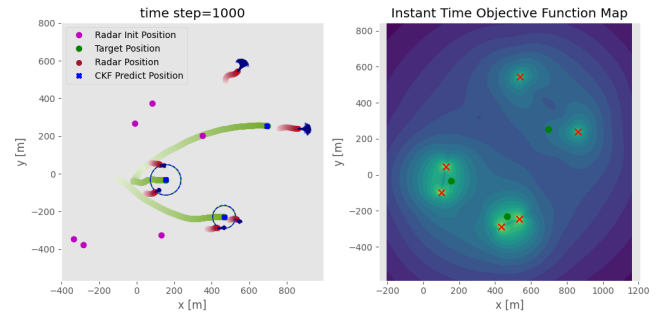 time step=1000
Radar Init Position
Target Position
Radar Position
CKF Predict Position
800
600
400
200
0
−200
−400
y [m]
−400 −200 0 200 400 600 800
x [m]
Instant Time Objective Function Map
800
600
400
200
0
−200
−400
y [m]
−200 0 200 400 600 800 1000 1200
x [m]